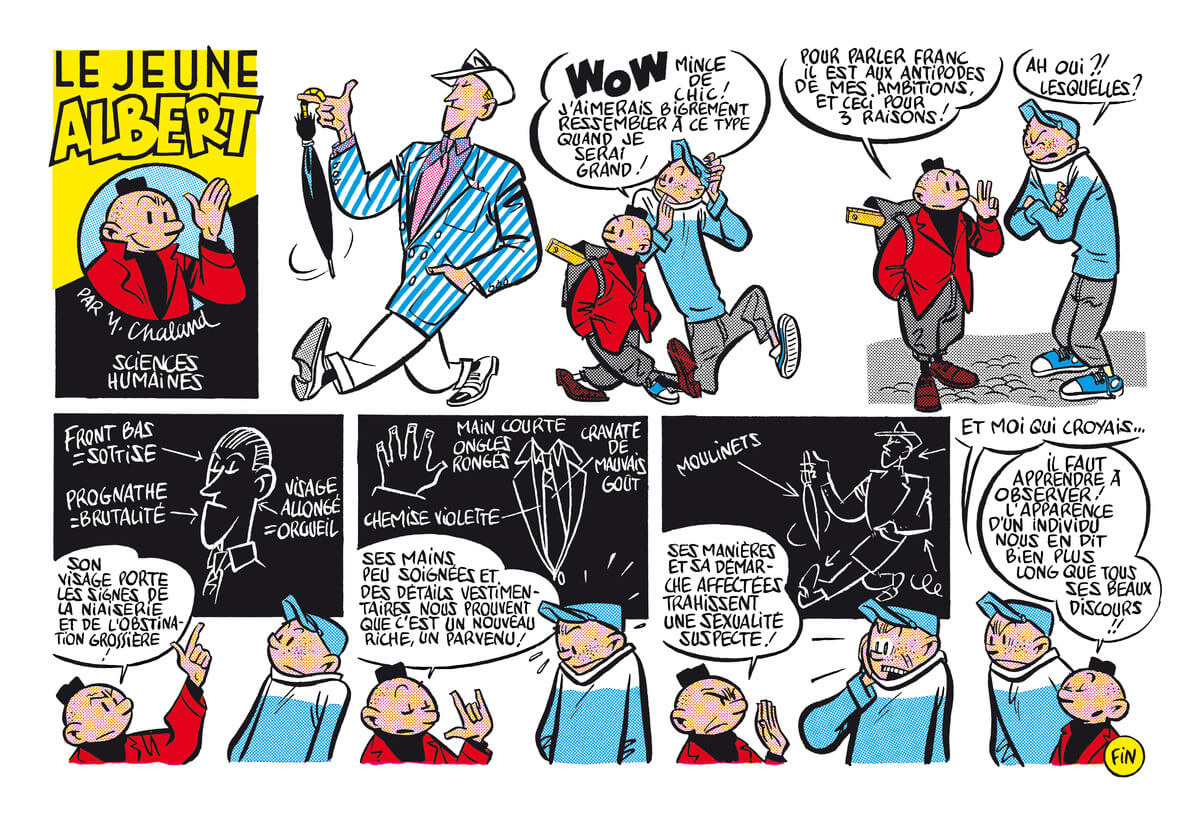 LE JEUNE
ALBERT
PAR Y. Chaland
SCIENCES
HUMAINES
WOW MINCE
DE
CHIC!
J'AIMERAIS BIGREMENT
RESSEMBLER À CE TYPE
QUAND JE
SERAI
GRAND!
POUR PARLER FRANC
IL EST AUX ANTIPODES
DE MES AMBITIONS,
ET CECI POUR
3 RAISONS!
AH OUI?!
LESQUELLES?
FRONT BAS
=SOTTISE
PROGNATHE
=BRUTALITÉ
VISAGE
ALLONGÉ
=ORGUEIL
SON
VISAGE PORTE
LES SIGNES DE
LA NIAISERIE
ET DE L'OBSTINA-
TION GROSSIÈRE
MAIN COURTE
ONGLES
RONGES
CRAVATE
DE
MAUVAIS
GOÛT
CHEMISE VIOLETTE
SES MAINS
PEU SOIGNÉES ET
DES DÉTAILS VESTIMEN-
TAIRES NOUS PROUVENT
QUE C'EST UN NOUVEAU
RICHE, UN PARVENU!
MOULINETS
SES MANIÈRES
ET SA DÉMAR-
CHE AFFECTÉES
TRAHISSENT
UNE SEXUALITÉ
SUSPECTE!
ET MOI QUI CROYAIS...
IL FAUT
APPRENDRE À
OBSERVER!
L'APPARENCE
D'UN INDIVIDU
NOUS EN DIT
BIEN PLUS
LONG QUE TOUS
SES BEAUX
DISCOURS
!!
FIN